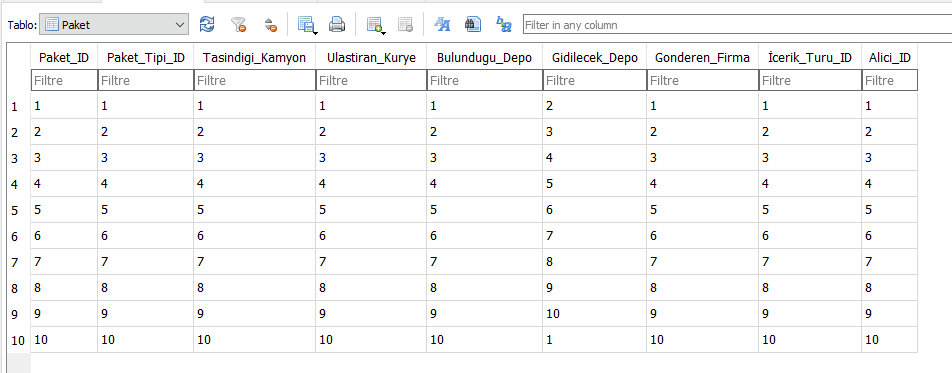 Tablo: Paket Filter in any column
Paket_ID Paket_Tipi_ID Tasindigi_Kamyon Ulastiran_Kurye Bulundugu_Depo Gidilecek_Depo Gonderen_Firma İcerik_Turu_ID Alici_ID
Filtre Filtre Filtre Filtre Filtre Filtre Filtre Filtre Filtre
1 1 1 1 1 1 2 1 1 1
2 2 2 2 2 2 3 2 2 2
3 3 3 3 3 3 4 3 3 3
4 4 4 4 4 4 5 4 4 4
5 5 5 5 5 5 6 5 5 5
6 6 6 6 6 6 7 6 6 6
7 7 7 7 7 7 8 7 7 7
8 8 8 8 8 8 9 8 8 8
9 9 9 9 9 9 10 9 9 9
10 10 10 10 10 10 1 10 10 10